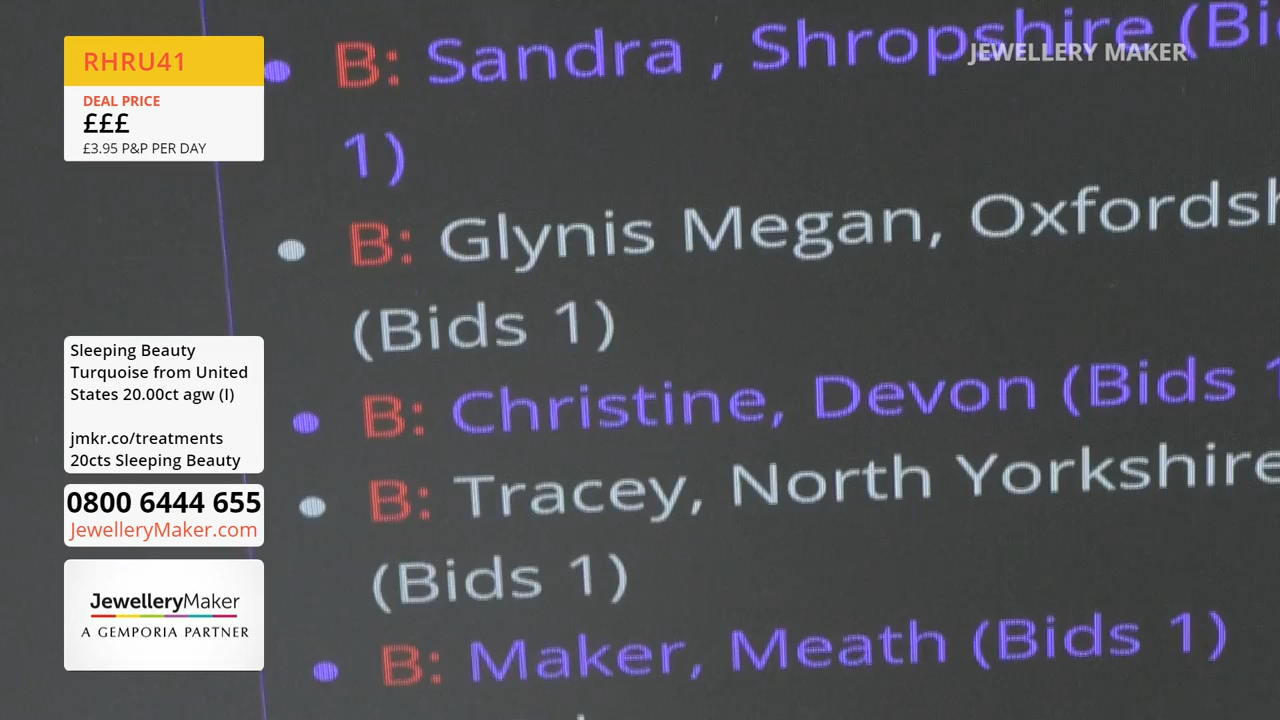 RHRU41
DEAL PRICE
£££
£3.95 P&P PER DAY
Sleeping Beauty
Turquoise from United
States 20.00ct agw (I)
jmkr.co/treatments
20cts Sleeping Beauty
0800 6444 655
JewelleryMaker.com
JewelleryMaker
A GEMPORIA PARTNER
JEWELLERY MAKER
B: Sandra , Shropshire (Bi
1)
B: Glynis Megan, Oxfordsh
(Bids 1)
B: Christine, Devon (Bids 1
B: Tracey, North Yorkshire
(Bids 1)
B: Maker, Meath (Bids 1)